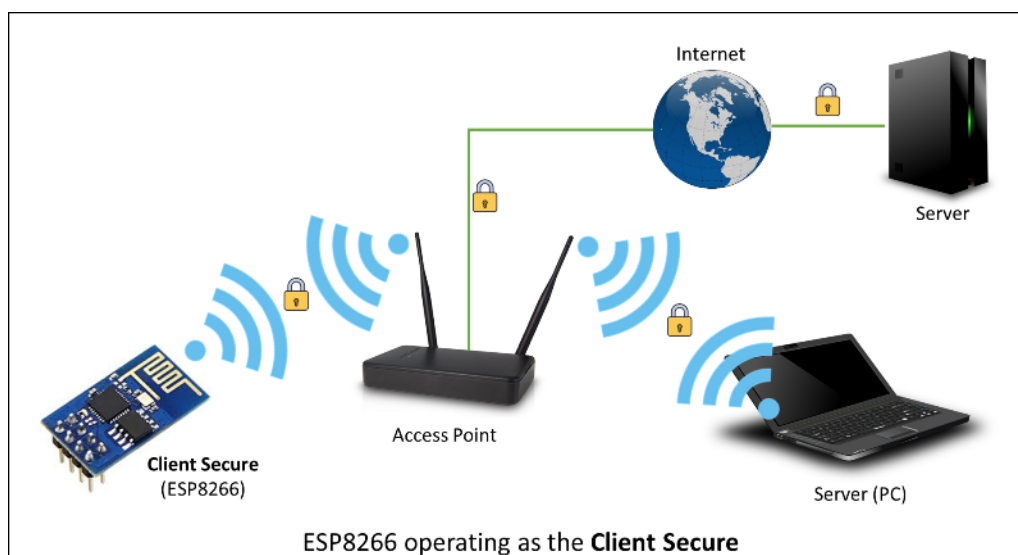 Internet
Server
Access Point
Client Secure
(ESP8266)
Server (PC)
ESP8266 operating as the Client Secure